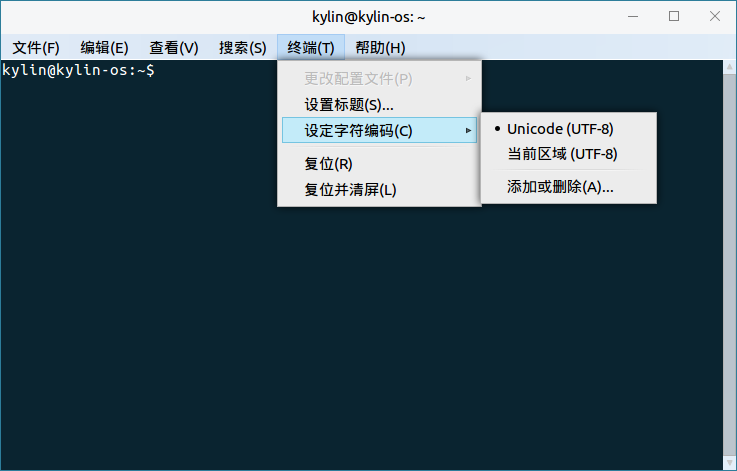 kylin@kylin-os: ~
文件(F) 编辑(E) 查看(V) 搜索(S) 终端(T) 帮助(H)
kylin@kylin-os:~$
更改配置文件(P)
设置标题(S)...
设定字符编码(C)
复位(R)
复位并清屏(L)
Unicode (UTF-8)
当前区域 (UTF-8)
添加或删除(A)...